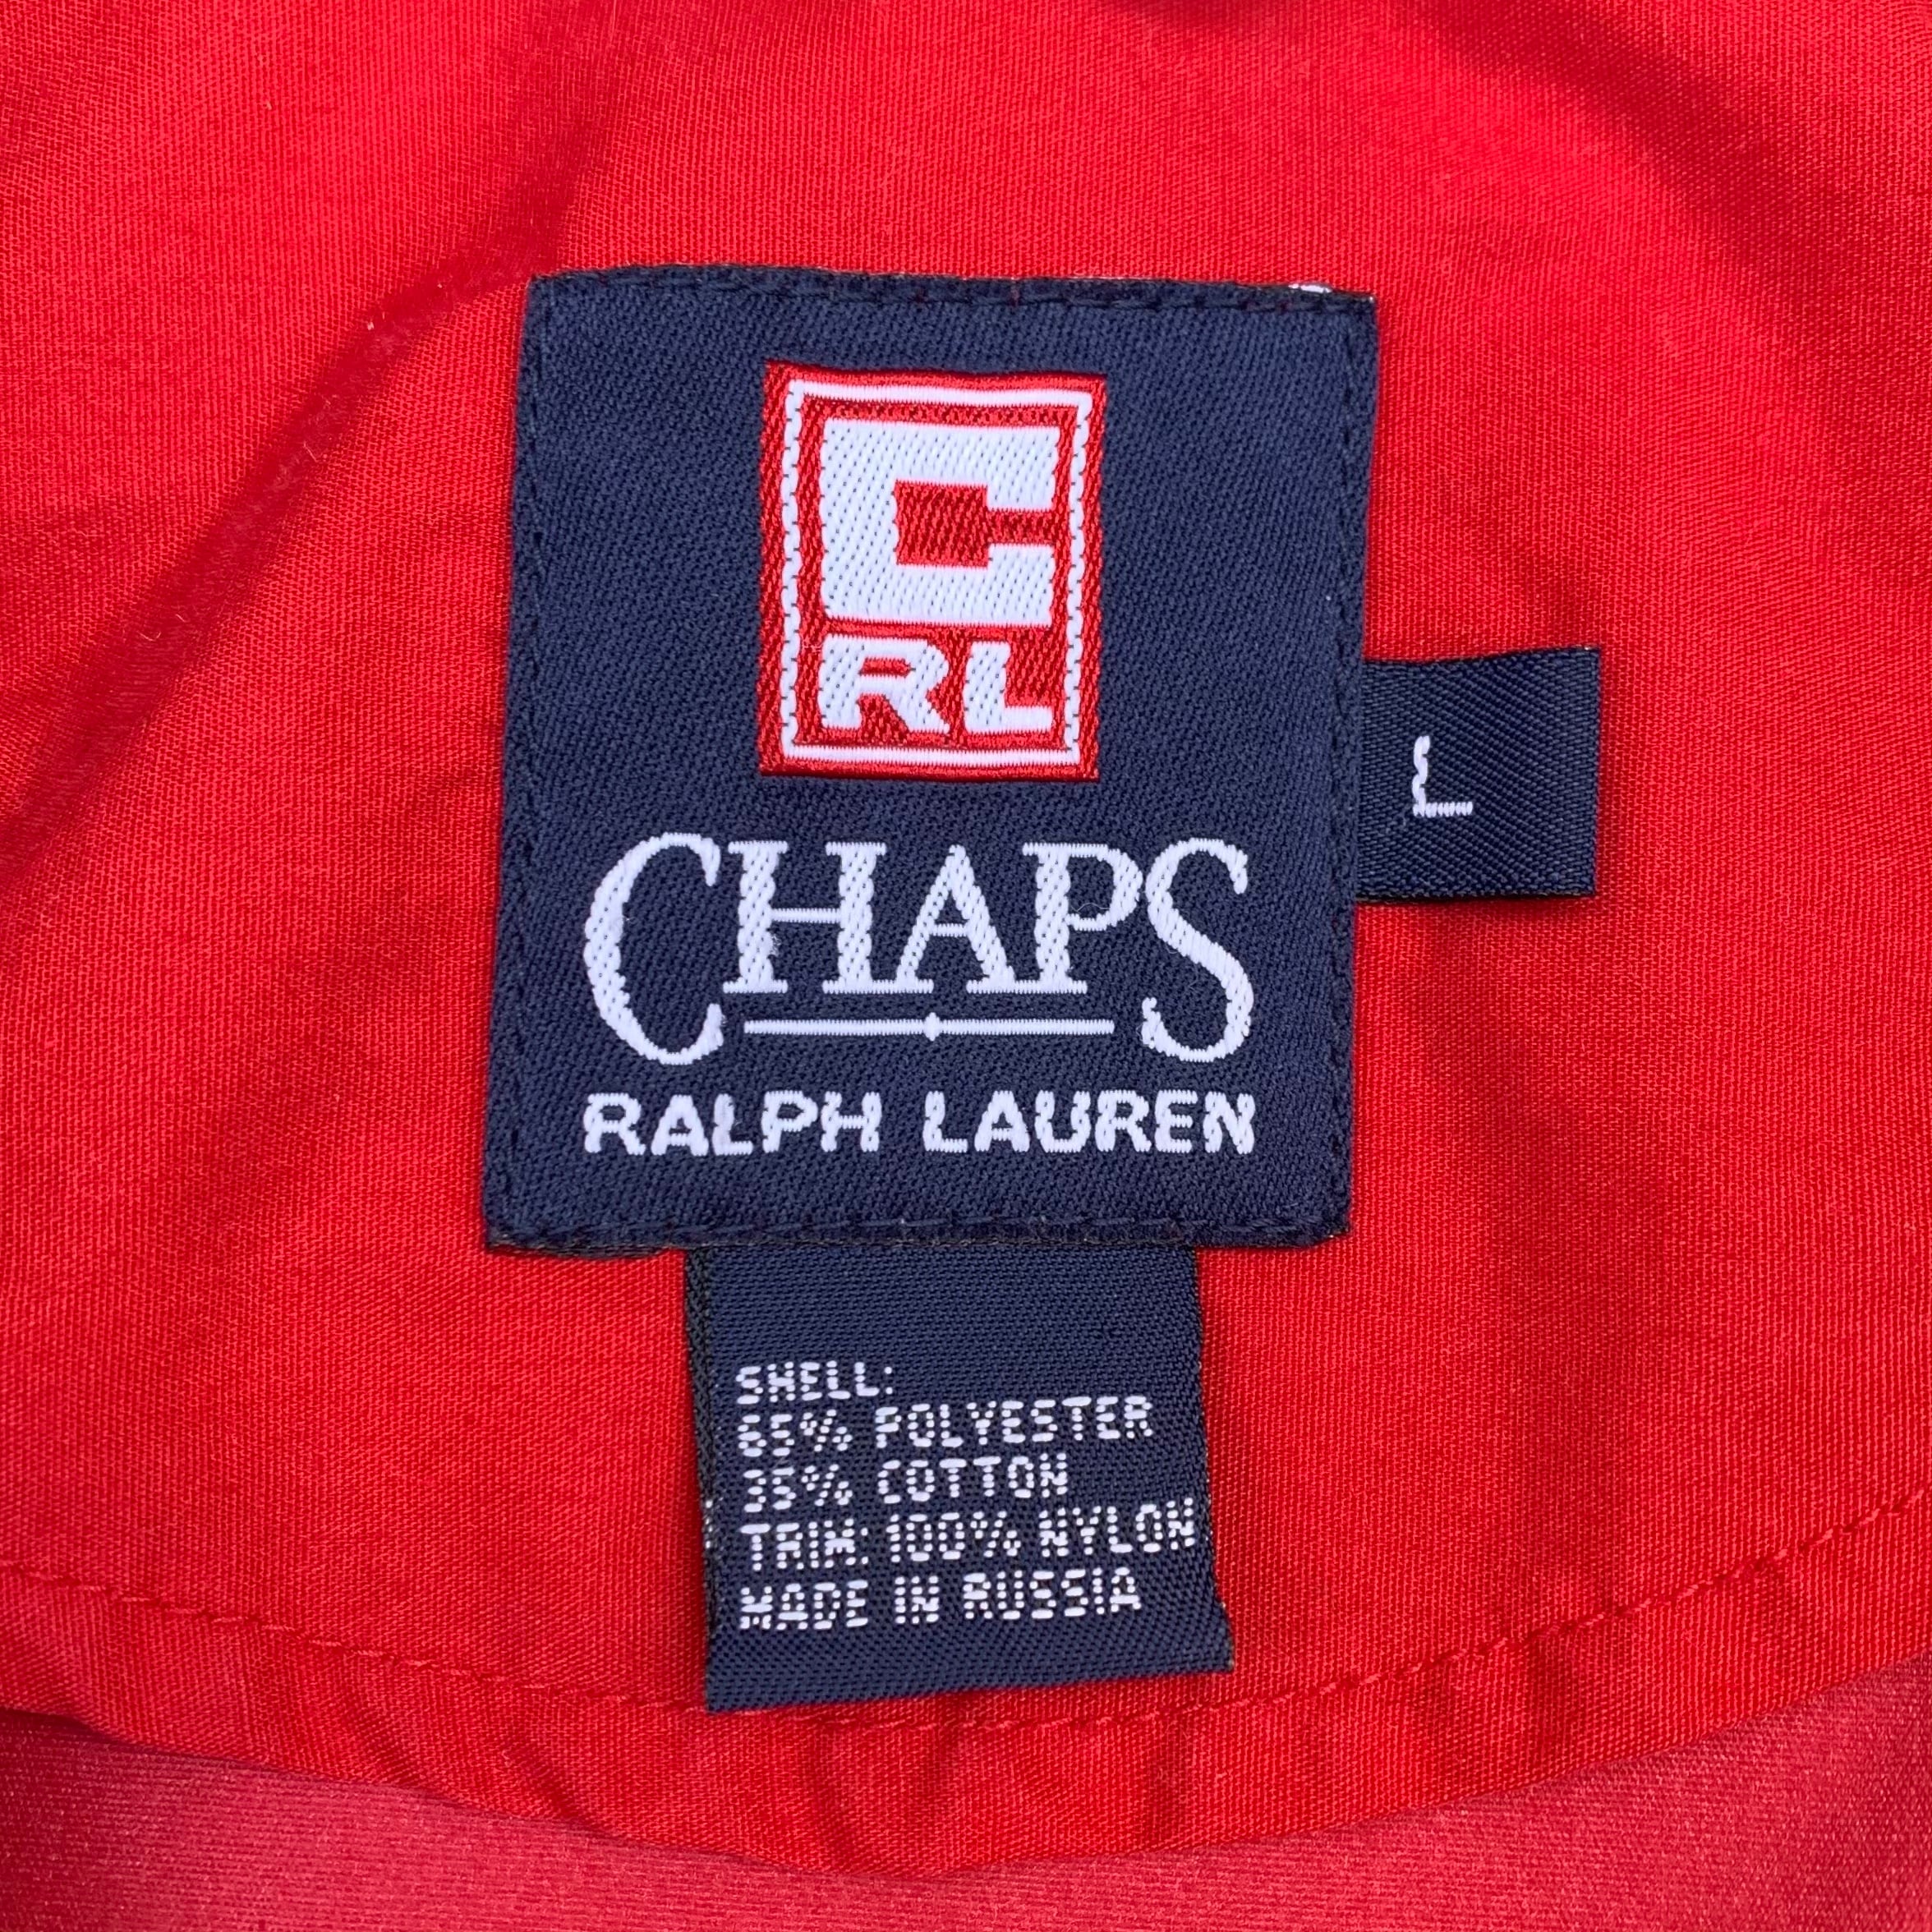 C
RL
CHAPS
RALPH LAUREN
L
SHELL:
65% POLYESTER
35% COTTON
TRIM: 100% NYLON
MADE IN RUSSIA